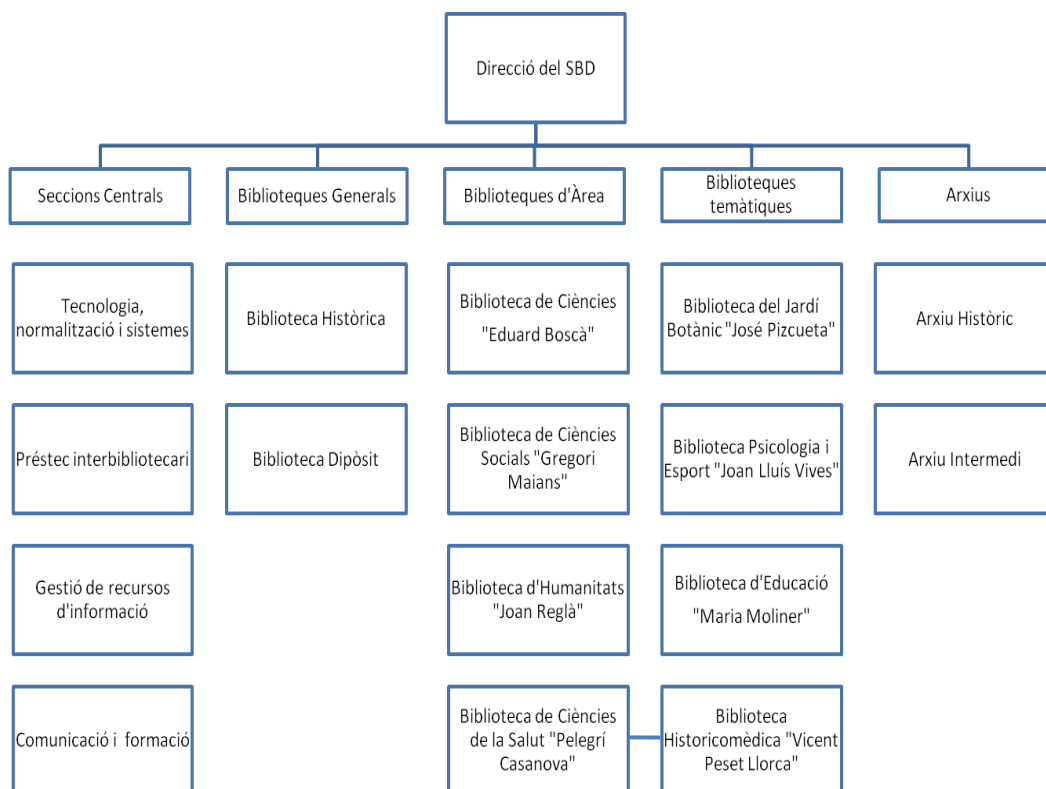 Direcció del SBD
Seccions Centrals
Biblioteques Generals
Biblioteques d'Àrea
Biblioteques
temàtiques
Arxius
Tecnologia,
normalització i sistemes
Biblioteca Històrica
Biblioteca de Ciències
"Eduard Boscà"
Biblioteca del Jardí
Botànic "José Pizcueta"
Arxiu Històric
Préstec interbibliotecari
Biblioteca Dipòsit
Biblioteca de Ciències
Socials "Gregori
Maians"
Biblioteca Psicologia i
Esport "Joan Lluís Vives"
Arxiu Intermedi
Gestió de recursos
d'informació
Biblioteca d'Humanitats
"Joan Reglà"
Biblioteca d'Educació
"Maria Moliner"
Comunicació i formació
Biblioteca de Ciències
de la Salut "Pelegrí
Casanova"
Biblioteca
Historicomèdica "Vicent
Peset Llorca"